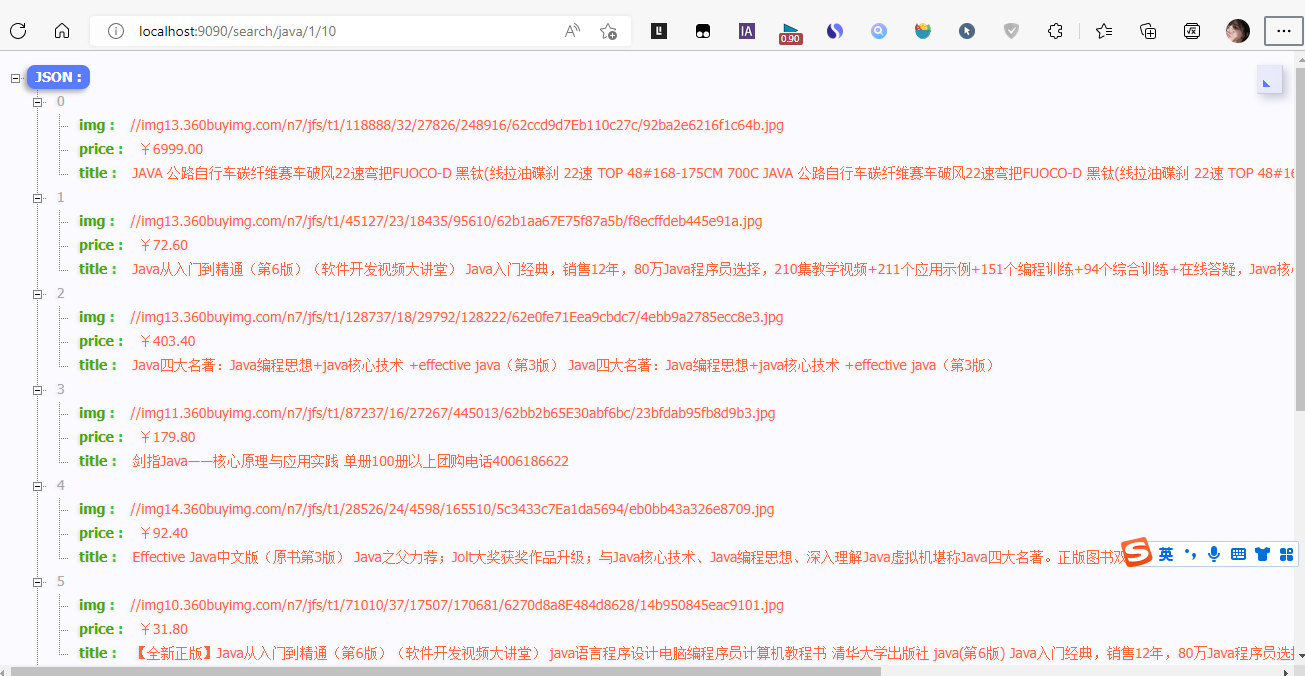 localhost:9090/search/java/1/10
IA
0.90
JSON :
0
img : //img13.360buyimg.com/n7/jfs/t1/118888/32/27826/248916/62ccd9d7Eb110c27c/92ba2e6216f1c64b.jpg
price : ￥6999.00
title : JAVA 公路自行车碳纤维赛车破风22速弯把FUOCO-D 黑钛(线拉油碟刹 22速 TOP 48#168-175CM 700C JAVA 公路自行车碳纤维赛车破风22速弯把FUOCO-D 黑钛(线拉油碟刹 22速 TOP 48#16
1
img : //img13.360buyimg.com/n7/jfs/t1/45127/23/18435/95610/62b1aa67E75f87a5b/f8ecffdeb445e91a.jpg
price : ￥72.60
title : Java从入门到精通（第6版）（软件开发视频大讲堂） Java入门经典，销售12年，80万Java程序员选择，210集教学视频+211个应用示例+151个编程训练+94个综合训练+在线答疑，Java核
2
img : //img13.360buyimg.com/n7/jfs/t1/128737/18/29792/128222/62e0fe71Eea9cbdc7/4ebb9a2785ecc8e3.jpg
price : ￥403.40
title : Java四大名著：Java编程思想+java核心技术 +effective java（第3版） Java四大名著：Java编程思想+java核心技术 +effective java（第3版）
3
img : //img11.360buyimg.com/n7/jfs/t1/87237/16/27267/445013/62bb2b65E30abf6bc/23bfdab95fb8d9b3.jpg
price : ￥179.80
title : 剑指Java——核心原理与应用实践 单册100册以上团购电话4006186622
4
img : //img14.360buyimg.com/n7/jfs/t1/28526/24/4598/165510/5c3433c7Ea1da5694/eb0bb43a326e8709.jpg
price : ￥92.40
title : Effective Java中文版（原书第3版） Java之父力荐；Jolt大奖获奖作品升级；与Java核心技术、Java编程思想、深入理解Java虚拟机堪称Java四大名著。正版图书双
英
5
img : //img10.360buyimg.com/n7/jfs/t1/71010/37/17507/170681/6270d8a8E484d8628/14b950845eac9101.jpg
price : ￥31.80
title : 【全新正版】Java从入门到精通（第6版）（软件开发视频大讲堂） java语言程序设计电脑编程序员计算机教程书 清华大学出版社 java(第6版) Java入门经典，销售12年，80万Java程序员选